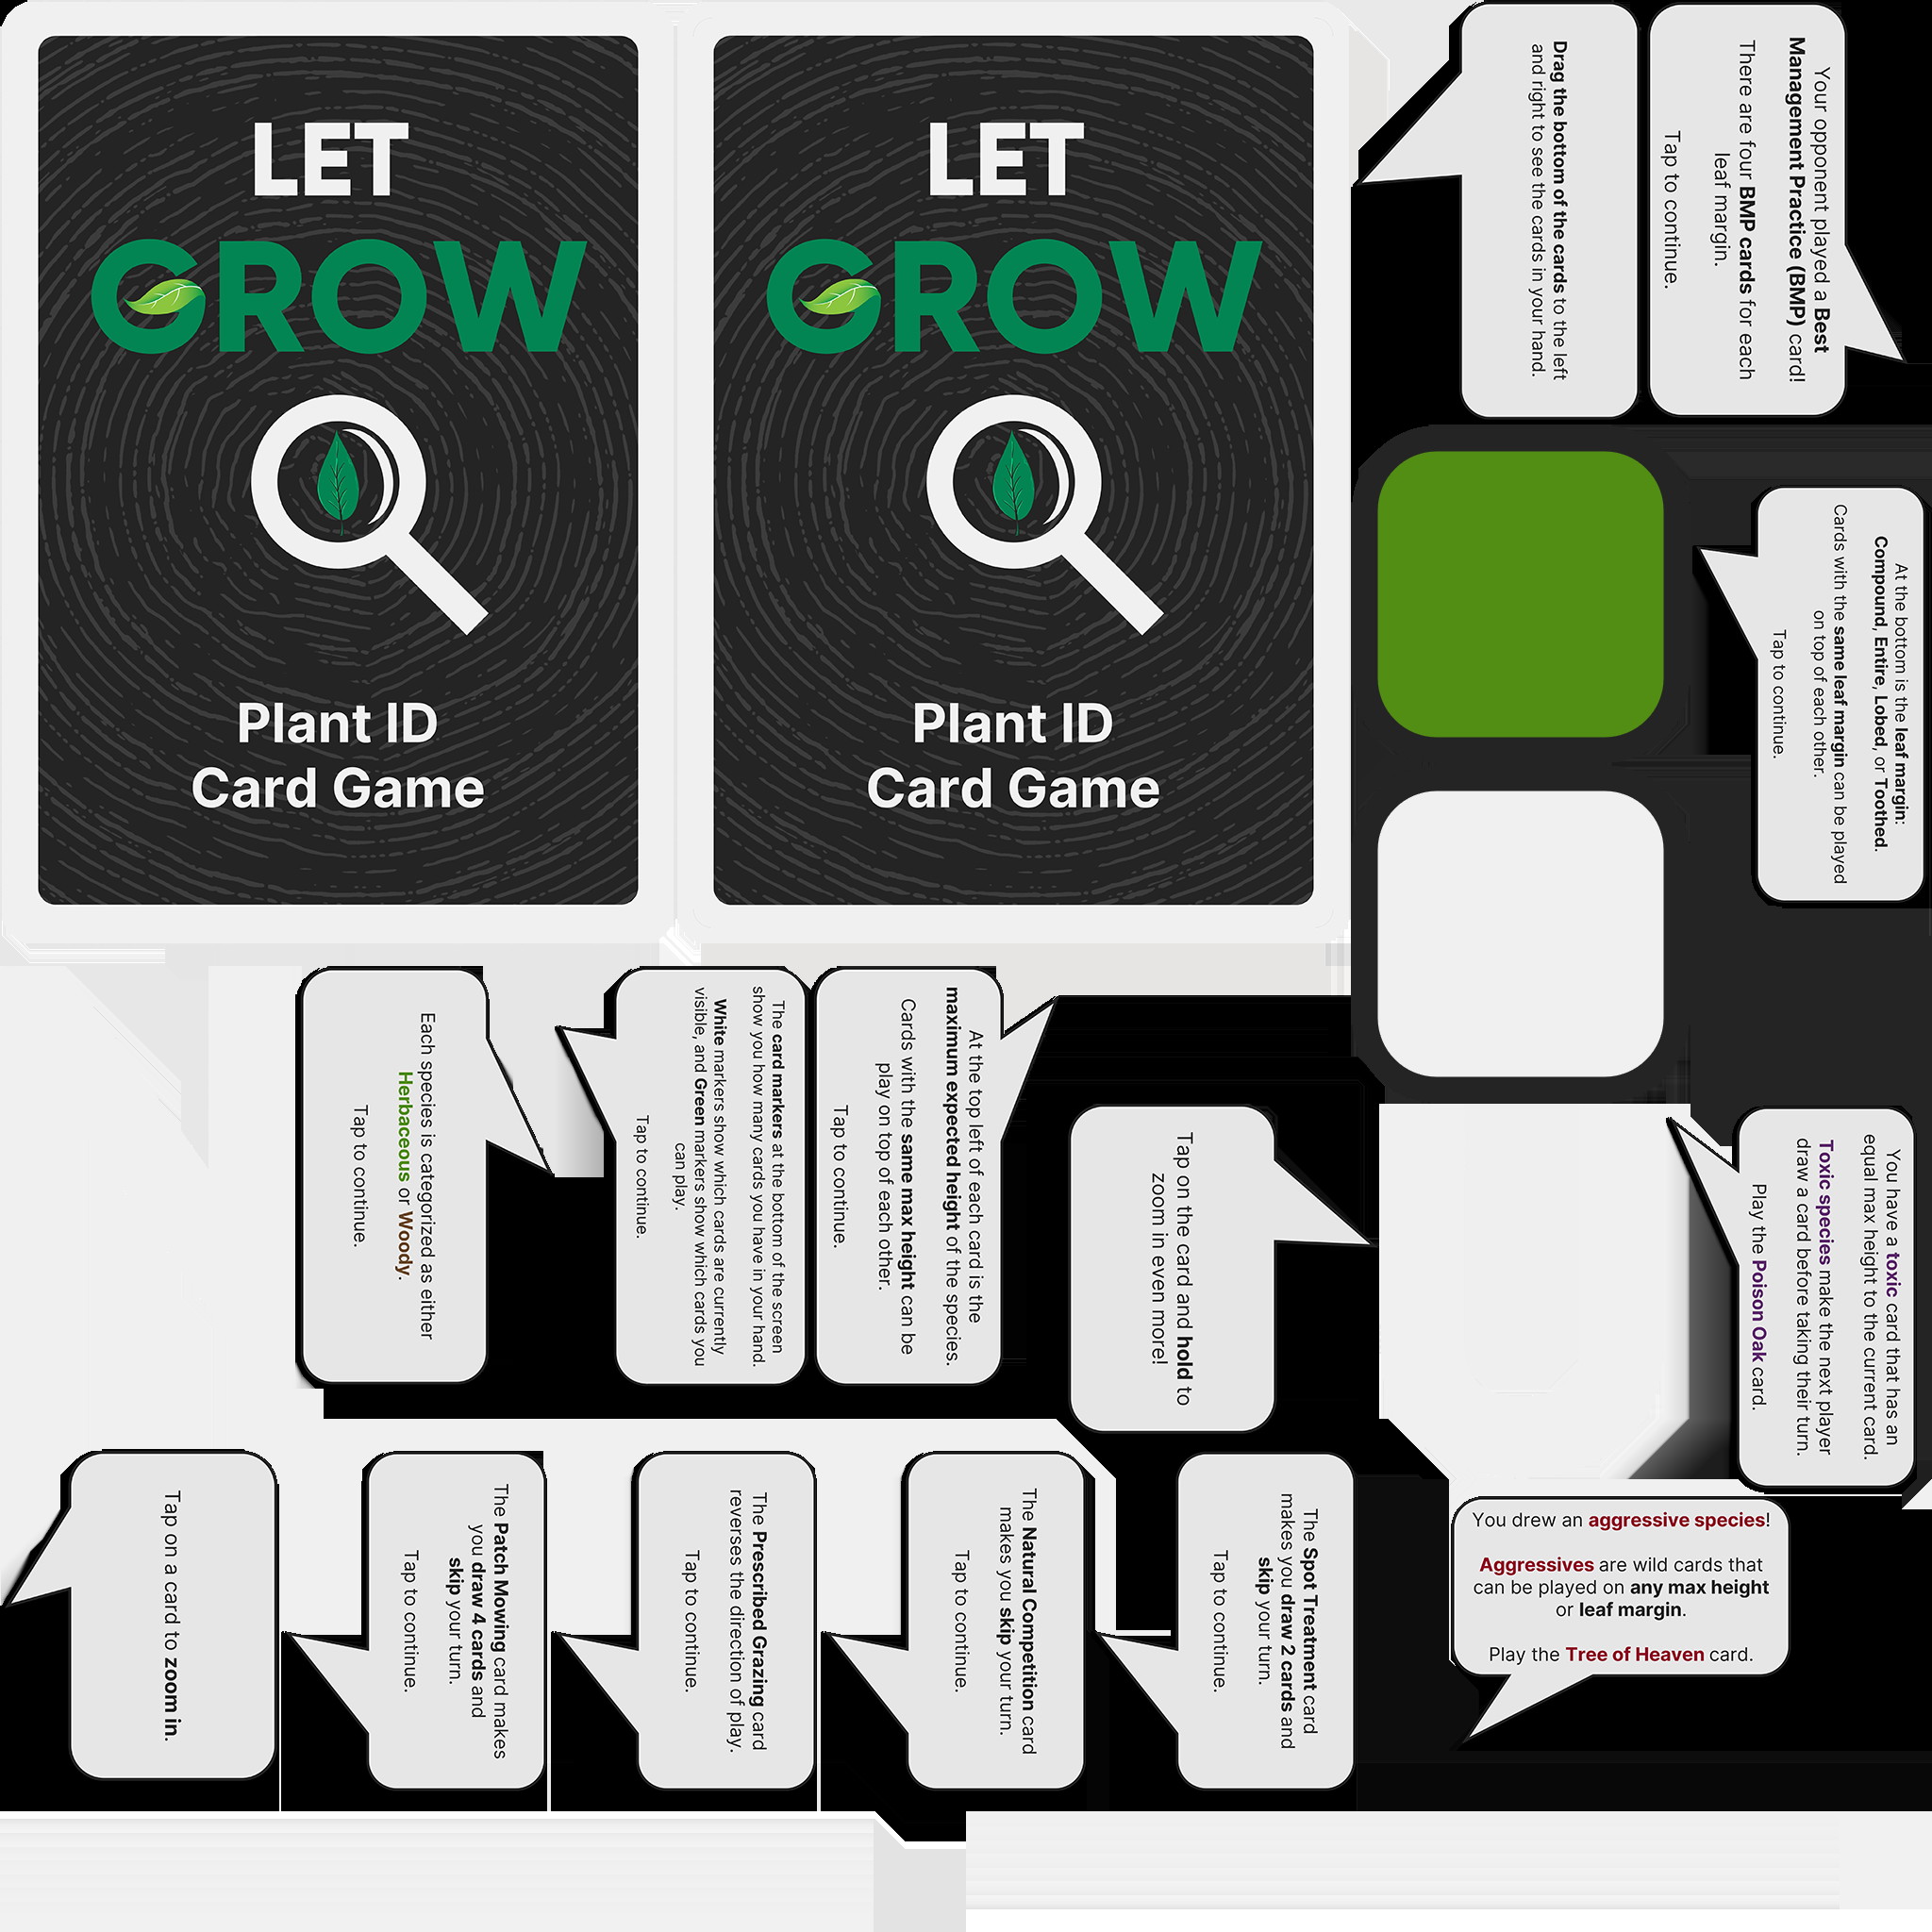 LET
GROW
Plant ID
Card Game
LET
GROW
Plant ID
Card Game
Drag the bottom of the cards to the left
and right to see the cards in your hand.
Your opponent played a Best
Management Practice (BMP) card!
There are four BMP cards for each
leaf margin.
Tap to continue.
At the bottom is the leaf margin:
Compound, Entire, Lobed, or Toothed.
Cards with the same leaf margin can be played
on top of each other.
Tap to continue.
Each species is categorized as either
Herbaceous or Woody.
Tap to continue.
The card markers at the bottom of the screen
show you how many cards you have in your hand.
White markers show which cards are currently
visible, and Green markers show which cards you
can play.
Tap to continue.
At the top left of each card is the
maximum expected height of the species.
Cards with the same max height can be
play on top of each other.
Tap to continue.
Tap on the card and hold to
zoom in even more!
You have a toxic card that has an
equal max height to the current card.
Toxic species make the next player
draw a card before taking their turn.
Play the Poison Oak card.
Tap on a card to zoom in.
The Patch Mowing card makes
you draw 4 cards and
skip your turn.
Tap to continue.
The Prescribed Grazing card
reverses the direction of play.
Tap to continue.
The Natural Competition card
makes you skip your turn.
Tap to continue.
The Spot Treatment card
makes you draw 2 cards and
skip your turn.
Tap to continue.
You drew an aggressive species!
Aggressives are wild cards that
can be played on any max height
or leaf margin.
Play the Tree of Heaven card.